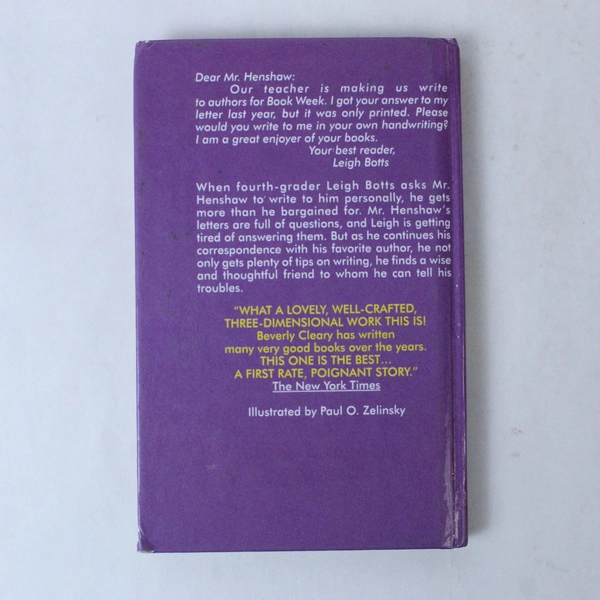 Dear Mr. Henshaw:
Our teacher is making us write
to authors for Book Week. I got your answer to my
letter last year, but it was only printed. Please
would you write to me in your own handwriting?
I am a great enjoyer of your books.
Your best reader,
Leigh Botts
When fourth-grader Leigh Botts asks Mr.
Henshaw to write to him personally, he gets
more than he bargained for. Mr. Henshaw's
letters are full of questions, and Leigh is getting
tired of answering them. But as he continues his
correspondence with his favorite author, he not
only gets plenty of tips on writing, he finds a wise
and thoughtful friend to whom he can tell his
troubles.
"WHAT A LOVELY, WELL-CRAFTED,
THREE-DIMENSIONAL WORK THIS IS!
Beverly Cleary has written
many very good books over the years.
THIS ONE IS THE BEST...
A FIRST RATE, POIGNANT STORY."
The New York Times
Illustrated by Paul O. Zelinsky